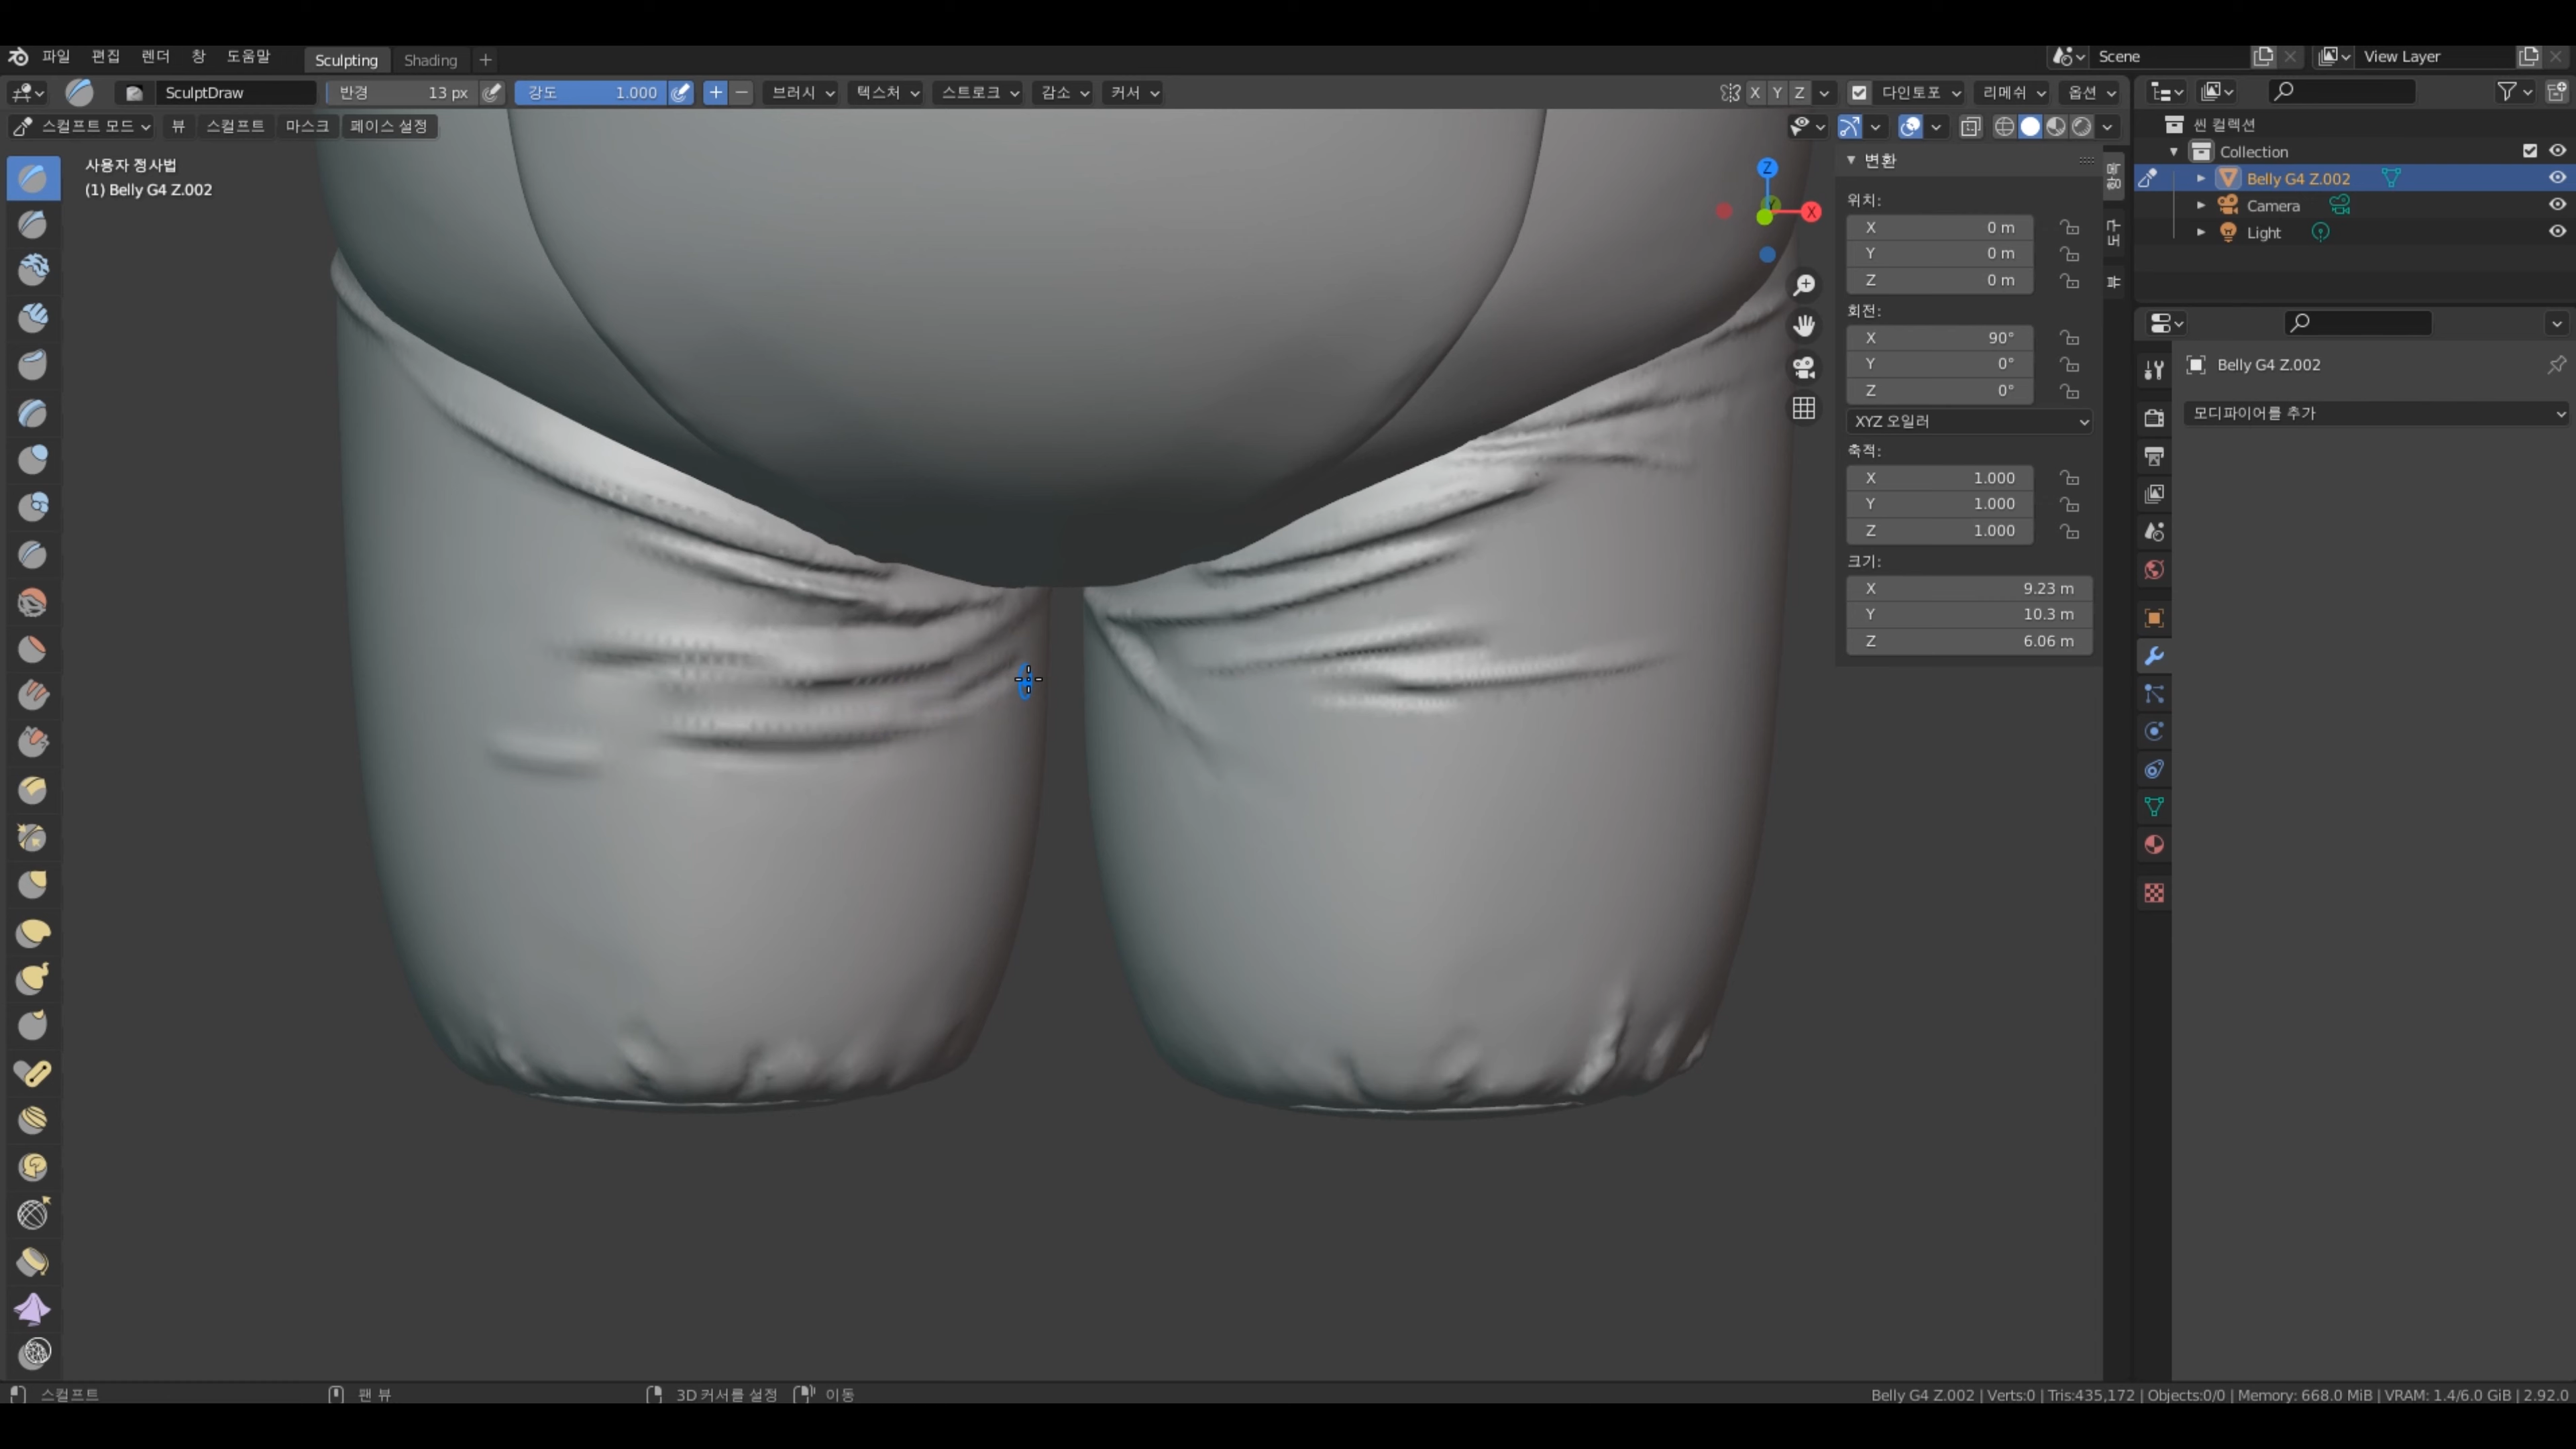 파일 편집 렌더 창 도움말 Sculpting Shading + Scene View Layer
SculptDraw 반경 13 px 강도 1.000 + − 브러시 텍스처 스트로크 감소 커서 X Y Z 다인토포 리메쉬 옵션
스컬프트 모드 뷰 스컬프트 마스크 페이스 설정
씬 컬렉션
Collection
Belly G4 Z.002
Camera
Light
사용자 정사법
(1) Belly G4 Z.002
Z
Y
X
변환
위치:
X 0 m
Y 0 m
Z 0 m
회전:
X 90°
Y 0°
Z 0°
XYZ 오일러
축적:
X 1.000
Y 1.000
Z 1.000
크기:
X 9.23 m
Y 10.3 m
Z 6.06 m
Belly G4 Z.002
모디파이어를 추가
스컬프트 팬 뷰 3D 커서를 설정 이동
Belly G4 Z.002 | Verts:0 | Tris:435,172 | Objects:0/0 | Memory: 668.0 MiB | VRAM: 1.4/6.0 GiB | 2.92.0